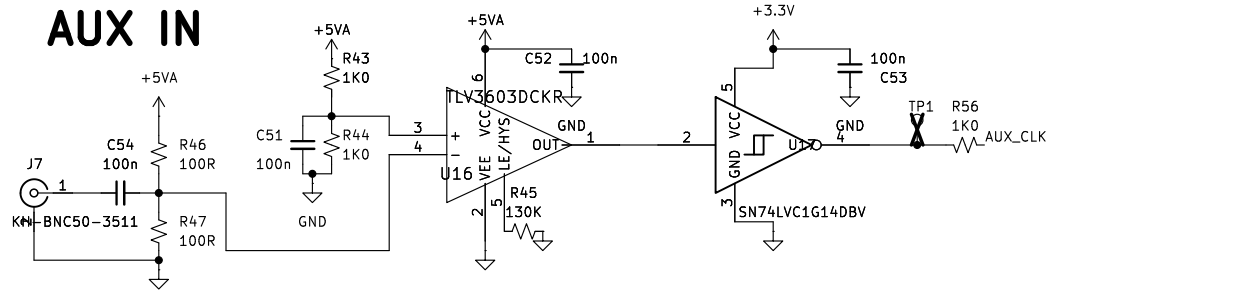 AUX IN
+5VA
J7
1
2
KH-BNC50-3511
C54
100n
R46
100R
R47
100R
+5VA
R43
1K0
C51
100n
R44
1K0
GND
+5VA
C52
100n
GND
TLV3603DCKR
U16
3
+
4
-
6
VCC
VEE
LE/HYS
OUT
1
2
5
R45
130K
+3.3V
100n
C53
GND
2
5
VCC
GND
3
U17
4
SN74LVC1G14DBV
TP1
R56
1K0
AUX_CLK